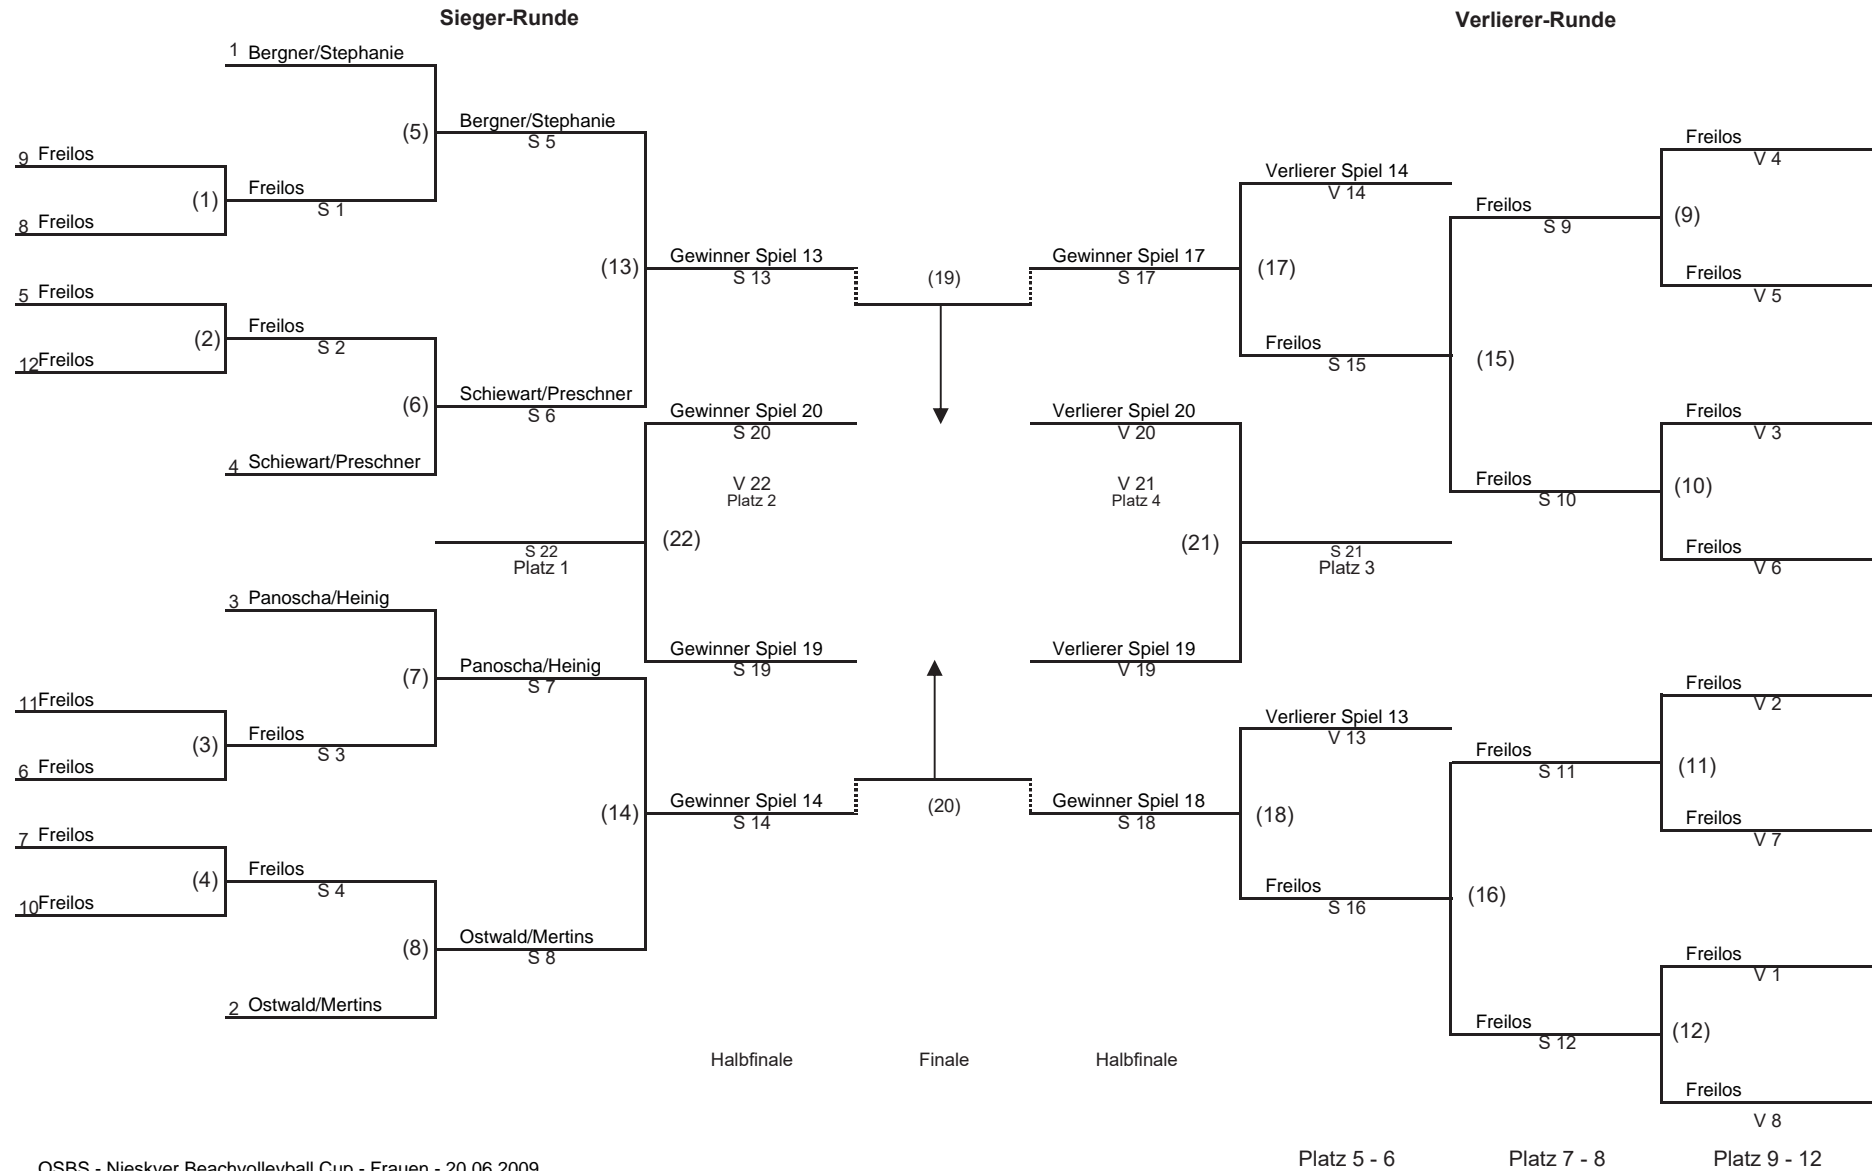 Sieger-Runde
Verlierer-Runde
1 Bergner/Stephanie
(5)
Bergner/Stephanie
S 5
9 Freilos
(1)
8 Freilos
Freilos
S 1
5 Freilos
(2)
12 Freilos
Freilos
S 2
(6)
Schiewart/Preschner
S 6
4 Schiewart/Preschner
(13)
Gewinner Spiel 13
S 13
Gewinner Spiel 20
S 20
V 22
Platz 2
(22)
S 22
Platz 1
Gewinner Spiel 19
S 19
3 Panoscha/Heinig
(7)
Panoscha/Heinig
S 7
11 Freilos
(3)
6 Freilos
Freilos
S 3
7 Freilos
(4)
10 Freilos
Freilos
S 4
(8)
Ostwald/Mertins
S 8
2 Ostwald/Mertins
(14)
Gewinner Spiel 14
S 14
(19)
(20)
Gewinner Spiel 17
S 17
(17)
Verlierer Spiel 14
V 14
Freilos
S 15
(15)
Freilos
S 9
(9)
Freilos
V 4
Freilos
V 5
Freilos
S 10
(10)
Freilos
V 3
Freilos
V 6
Verlierer Spiel 20
V 20
V 21
Platz 4
(21)
S 21
Platz 3
Verlierer Spiel 19
V 19
Gewinner Spiel 18
S 18
(18)
Verlierer Spiel 13
V 13
Freilos
S 16
(16)
Freilos
S 11
(11)
Freilos
V 2
Freilos
V 7
Freilos
S 12
(12)
Freilos
V 1
Freilos
V 8
Halbfinale
Finale
Halbfinale
Platz 5 - 6
Platz 7 - 8
Platz 9 - 12
OSBS - Nieskyer Beachvolleyball Cup - Frauen - 20.06.2009